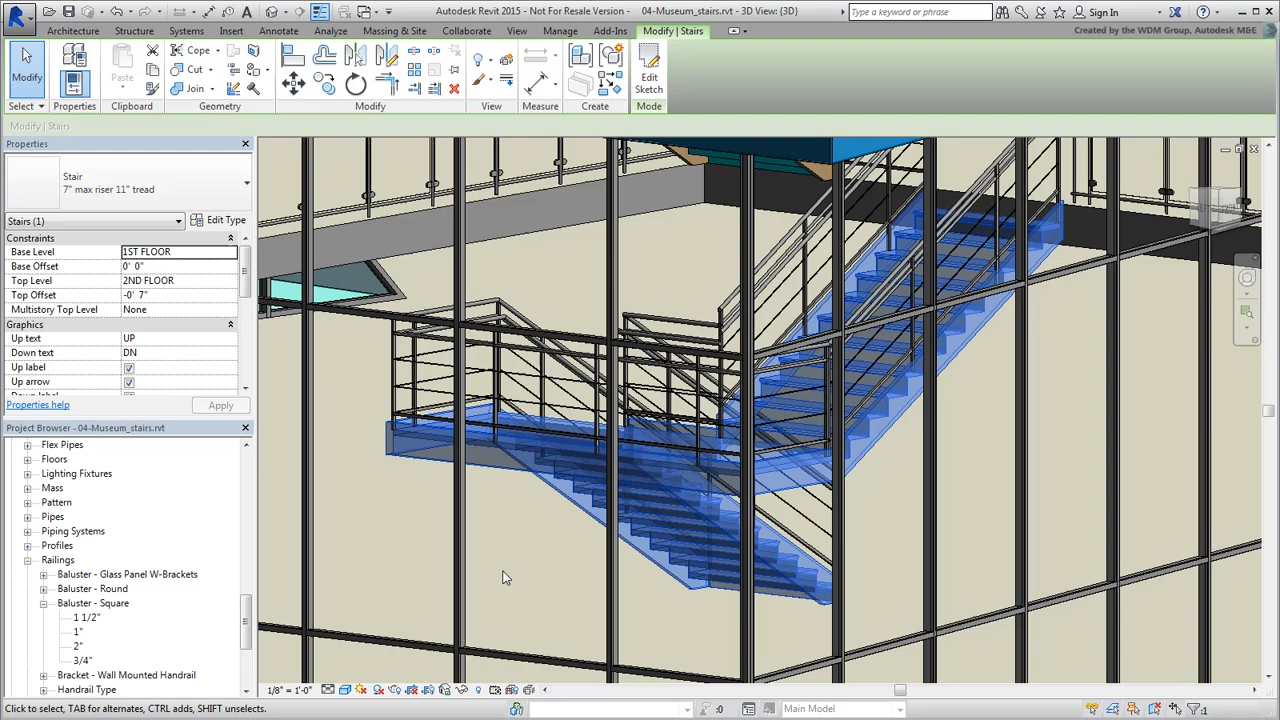 Autodesk Revit 2015 - Not For Resale Version - 04-Museum_stairs.rvt - 3D View: {3D}
Type a keyword or phrase
Sign In
Architecture Structure Systems Insert Annotate Analyze Massing & Site Collaborate View Manage Add-Ins Modify | Stairs
Created by the WDM Group, Autodesk MBE
Modify
Properties
Paste
Cope
Cut
Join
Edit
Sketch
Select Properties Clipboard Geometry Modify View Measure Create Mode
Modify | Stairs
Properties
Stair
7" max riser 11" tread
Stairs (1)
Edit Type
Constraints
Base Level 1ST FLOOR
Base Offset 0' 0"
Top Level 2ND FLOOR
Top Offset -0' 7"
Multistory Top Level None
Graphics
Up text UP
Down text DN
Up label
Up arrow
Down label
Properties help
Apply
Project Browser - 04-Museum_stairs.rvt
Flex Pipes
Floors
Lighting Fixtures
Mass
Pattern
Pipes
Piping Systems
Profiles
Railings
Baluster - Glass Panel W-Brackets
Baluster - Round
Baluster - Square
1 1/2"
1"
2"
3/4"
Bracket - Wall Mounted Handrail
Handrail Type
1/8" = 1'-0"
Click to select, TAB for alternates, CTRL adds, SHIFT unselects.
:0
Main Model
:1